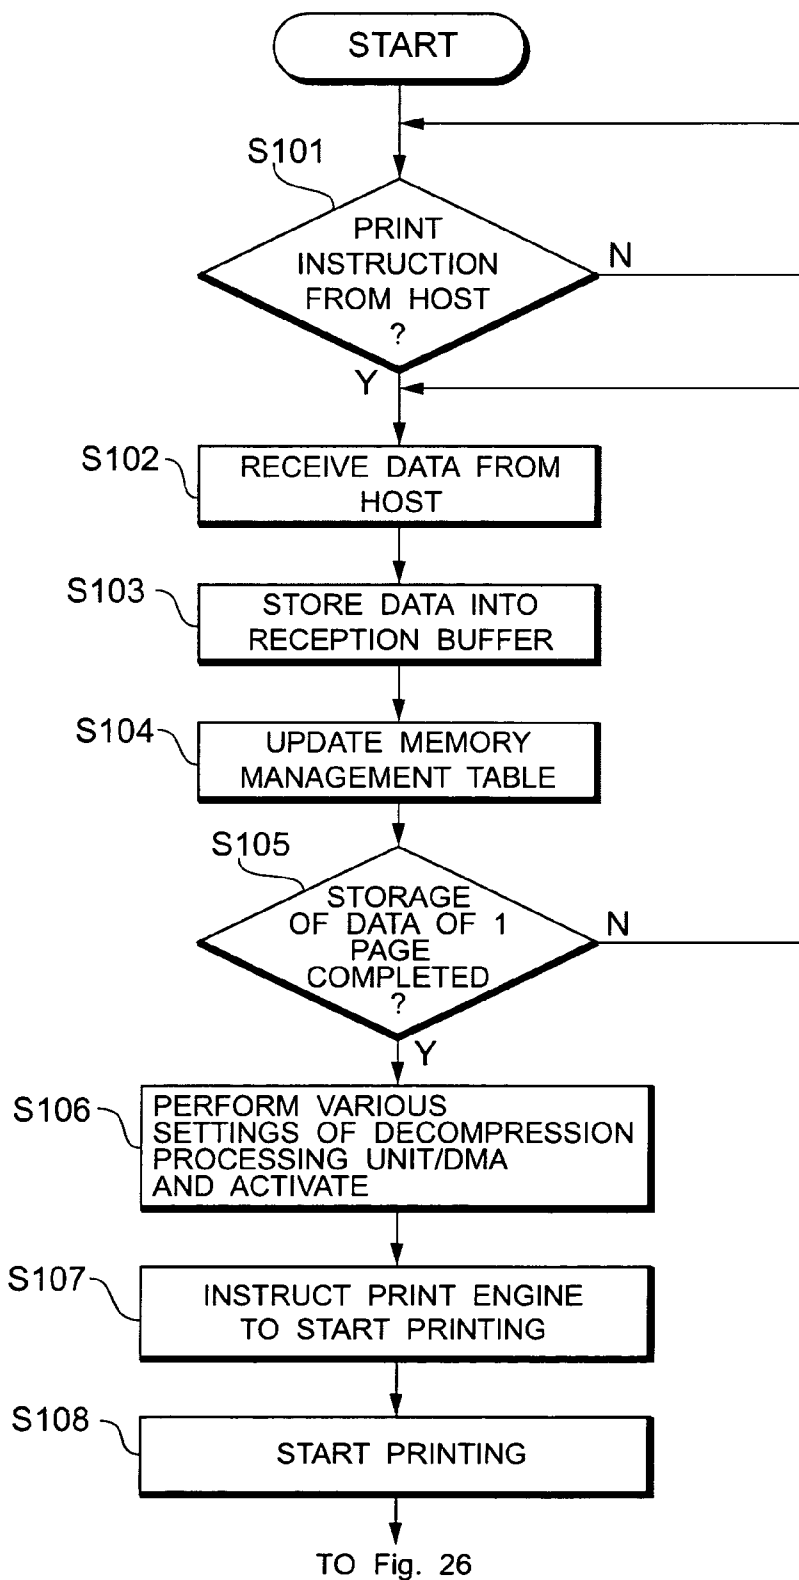 START
S101
PRINT
INSTRUCTION
FROM HOST
?
N
Y
S102
RECEIVE DATA FROM
HOST
S103
STORE DATA INTO
RECEPTION BUFFER
S104
UPDATE MEMORY
MANAGEMENT TABLE
S105
STORAGE
OF DATA OF 1
PAGE
COMPLETED
?
N
Y
S106
PERFORM VARIOUS
SETTINGS OF DECOMPRESSION
PROCESSING UNIT/DMA
AND ACTIVATE
S107
INSTRUCT PRINT ENGINE
TO START PRINTING
S108
START PRINTING
TO Fig. 26